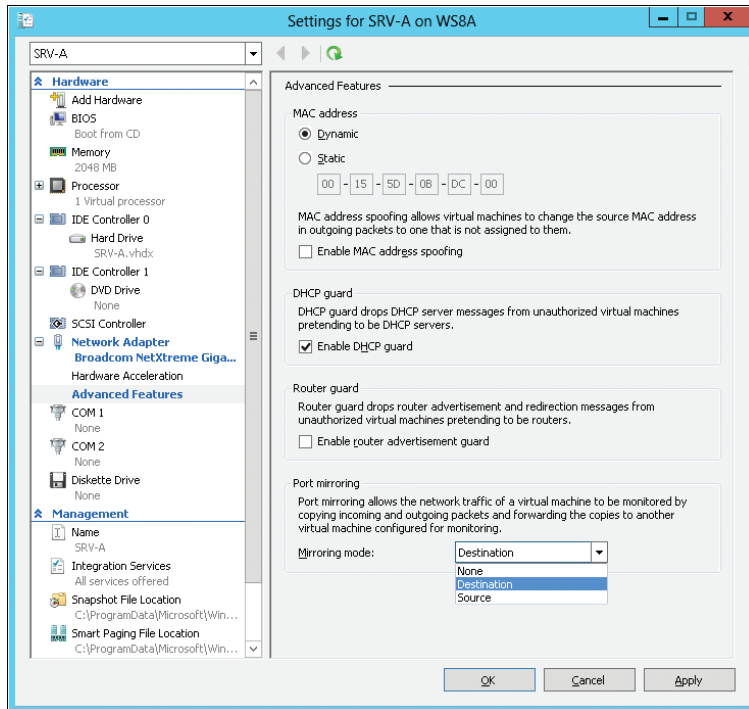 Settings for SRV-A on WS8A
SRV-A
Hardware
Add Hardware
BIOS
Boot from CD
Memory
2048 MB
Processor
1 Virtual processor
IDE Controller 0
Hard Drive
SRV-A.vhdx
IDE Controller 1
DVD Drive
None
SCSI Controller
Network Adapter
Broadcom NetXtreme Giga...
Hardware Acceleration
Advanced Features
COM 1
None
COM 2
None
Diskette Drive
None
Management
Name
SRV-A
Integration Services
All services offered
Snapshot File Location
C:\ProgramData\Microsoft\Win...
Smart Paging File Location
C:\ProgramData\Microsoft\Win...
Advanced Features
MAC address
Dynamic
Static
00 - 15 - 5D - 0B - DC - 00
MAC address spoofing allows virtual machines to change the source MAC address
in outgoing packets to one that is not assigned to them.
Enable MAC address spoofing
DHCP guard
DHCP guard drops DHCP server messages from unauthorized virtual machines
pretending to be DHCP servers.
Enable DHCP guard
Router guard
Router guard drops router advertisement and redirection messages from
unauthorized virtual machines pretending to be routers.
Enable router advertisement guard
Port mirroring
Port mirroring allows the network traffic of a virtual machine to be monitored by
copying incoming and outgoing packets and forwarding the copies to another
virtual machine configured for monitoring.
Mirroring mode: Destination
None
Destination
Source
OK Cancel Apply